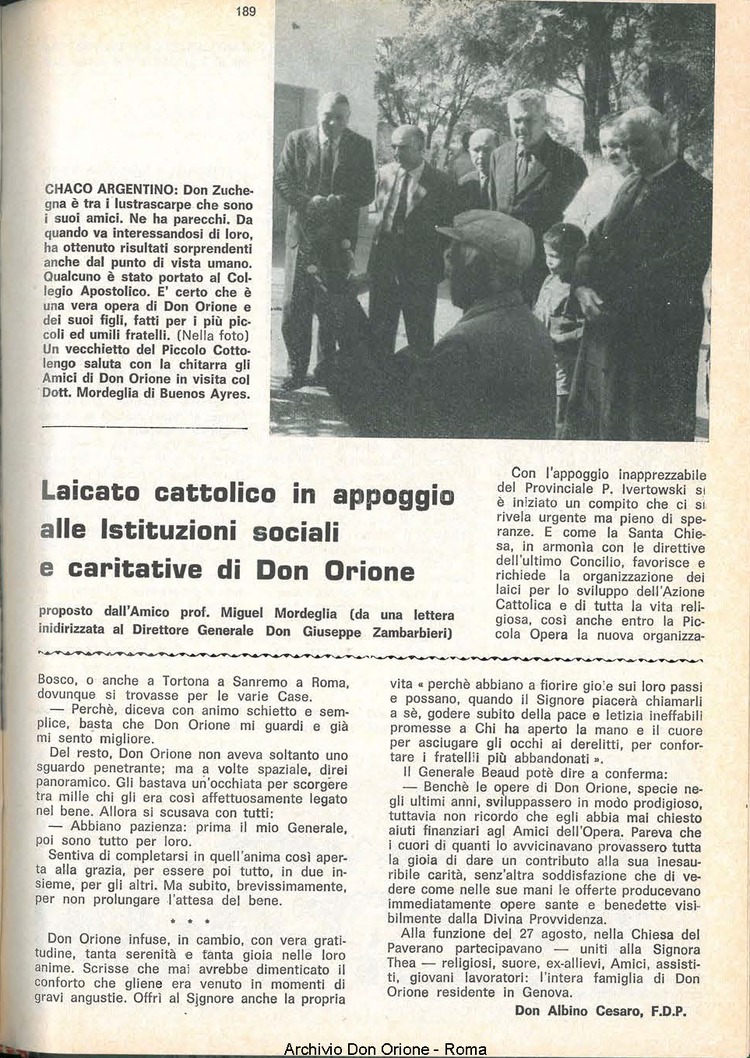 189
CHACO ARGENTINO: Don Zuche-
gna è tra i lustrascarpe che sono
i suoi amici. Ne ha parecchi. Da
quando va interessandosi di loro,
ha ottenuto risultati sorprendenti
anche dal punto di vista umano.
Qualcuno è stato portato al Col-
legio Apostolico. E' certo che è
una vera opera di Don Orione e
dei suoi figli, fatti per i più pic-
coli ed umili fratelli. (Nella foto)
Un vecchietto del Piccolo Cotto-
lengo saluta con la chitarra gli
Amici di Don Orione in visita col
Dott. Mordeglia di Buenos Ayres.
Laicato cattolico in appoggio
alle Istituzioni sociali
e caritative di Don Orione
proposto dall'Amico prof. Miguel Mordeglia (da una lettera
inidirizzata al Direttore Generale Don Giuseppe Zambarbieri)
Con l'appoggio inapprezzabile
del Provinciale P. Ivertowski si
è iniziato un compito che ci si
rivela urgente ma pieno di spe-
ranze. E come la Santa Chie-
sa, in armonia con le direttive
dell'ultimo Concilio, favorisce e
richiede la organizzazione dei
laici per lo sviluppo dell'Azione
Cattolica e di tutta la vita reli-
giosa, così anche entro la Pic-
cola Opera la nuova organizza-
Bosco, o anche a Tortona a Sanremo a Roma,
dovunque si trovasse per le varie Case.
— Perchè, diceva con animo schietto e sem-
plice, basta che Don Orione mi guardi e già
mi sento migliore.
Del resto, Don Orione non aveva soltanto uno
sguardo penetrante; ma a volte spaziale, direi
panoramico. Gli bastava un'occhiata per scorgere
tra mille chi gli era così affettuosamente legato
nel bene. Allora si scusava con tutti:
— Abbiano pazienza: prima il mio Generale,
poi sono tutto per loro.
Sentiva di completarsi in quell'anima così aper-
ta alla grazia, per essere poi tutto, in due in-
sieme, per gli altri. Ma subito, brevissimamente,
per non prolungare l'attesa del bene.
* * *
Don Orione infuse, in cambio, con vera grati-
tudine, tanta serenità e tanta gioia nelle loro
anime. Scrisse che mai avrebbe dimenticato il
conforto che gliene era venuto in momenti di
gravi angustie. Offrì al Signore anche la propria
vita « perchè abbiano a fiorire gioie sui loro passi
e possano, quando il Signore piacerà chiamarli
a sè, godere subito della pace e letizia ineffabili
promesse a Chi ha aperto la mano e il cuore
per asciugare gli occhi ai derelitti, per confor-
tare i fratelli più abbandonati ».
Il Generale Beaud potè dire a conferma:
— Benchè le opere di Don Orione, specie ne-
gli ultimi anni, sviluppassero in modo prodigioso,
tuttavia non ricordo che egli abbia mai chiesto
aiuti finanziari agl Amici dell'Opera. Pareva che
i cuori di quanti lo avvicinavano provassero tutta
la gioia di dare un contributo alla sua inesau-
ribile carità, senz'altra soddisfazione che di ve-
dere come nelle sue mani le offerte producevano
immediatamente opere sante e benedette visi-
bilmente dalla Divina Provvidenza.
Alla funzione del 27 agosto, nella Chiesa del
Paverano partecipavano — uniti alla Signora
Thea — religiosi, suore, ex-allievi, Amici, assisti-
ti, giovani lavoratori: l'intera famiglia di Don
Orione residente in Genova.
Don Albino Cesaro, F.D.P.
Archivio Don Orione - Roma